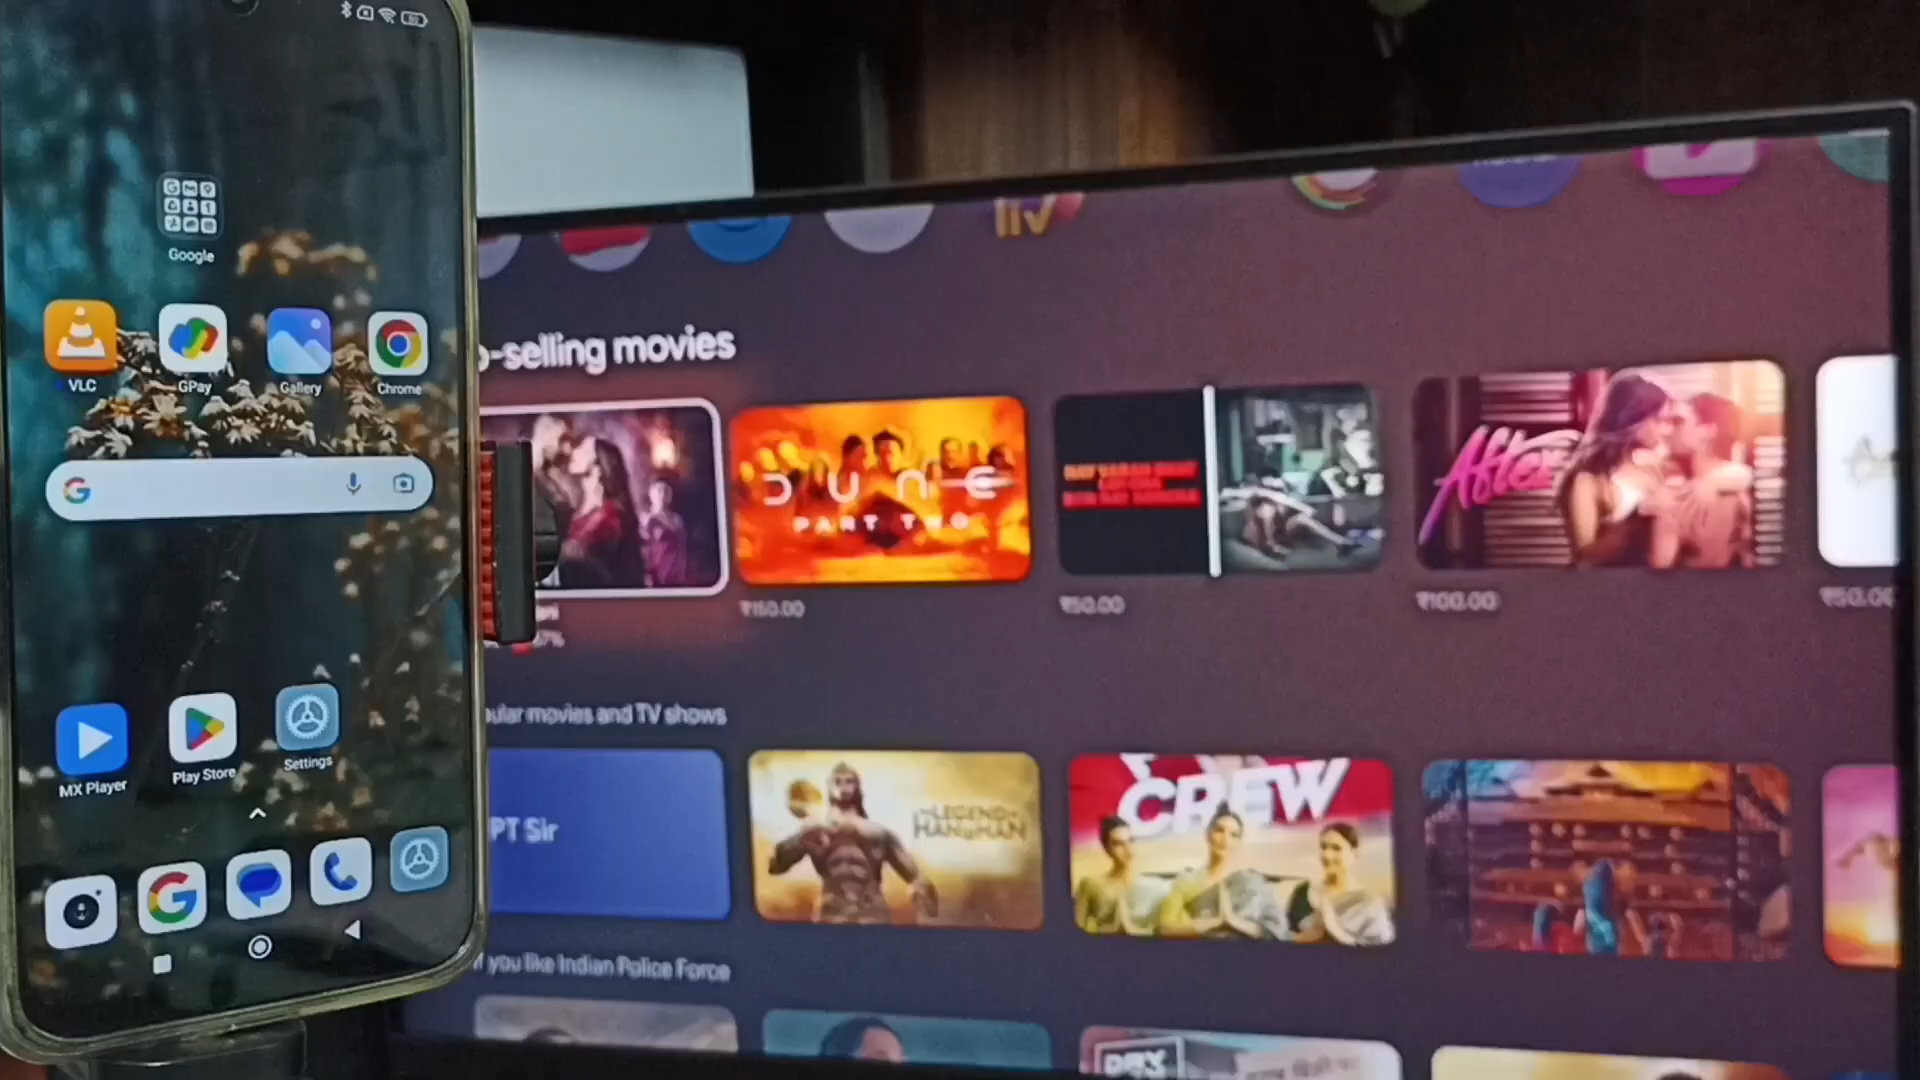 Google
VLC
GPay
Gallery
Chrome
MX Player
Play Store
Settings
liv
-selling movies
DUNE
PART TWO
After
₹150.00
₹50.00
₹100.00
₹50.00
ular movies and TV shows
PT Sir
THE LEGEND OF
HANUMAN
CREW
you like Indian Police Force